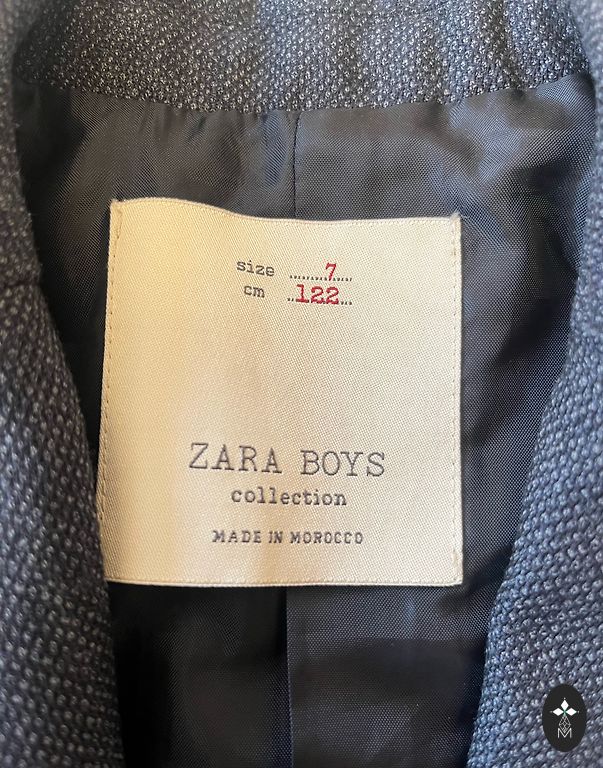 size ........7.....
cm ..122...
ZARA BOYS
collection
MADE IN MOROCCO
M